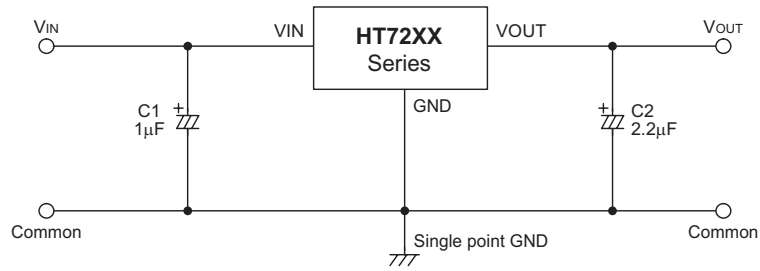 VIN
VIN
HT72XX
Series
VOUT
VOUT
GND
C1
1μF
+
+
C2
2.2μF
Common
Single point GND
Common